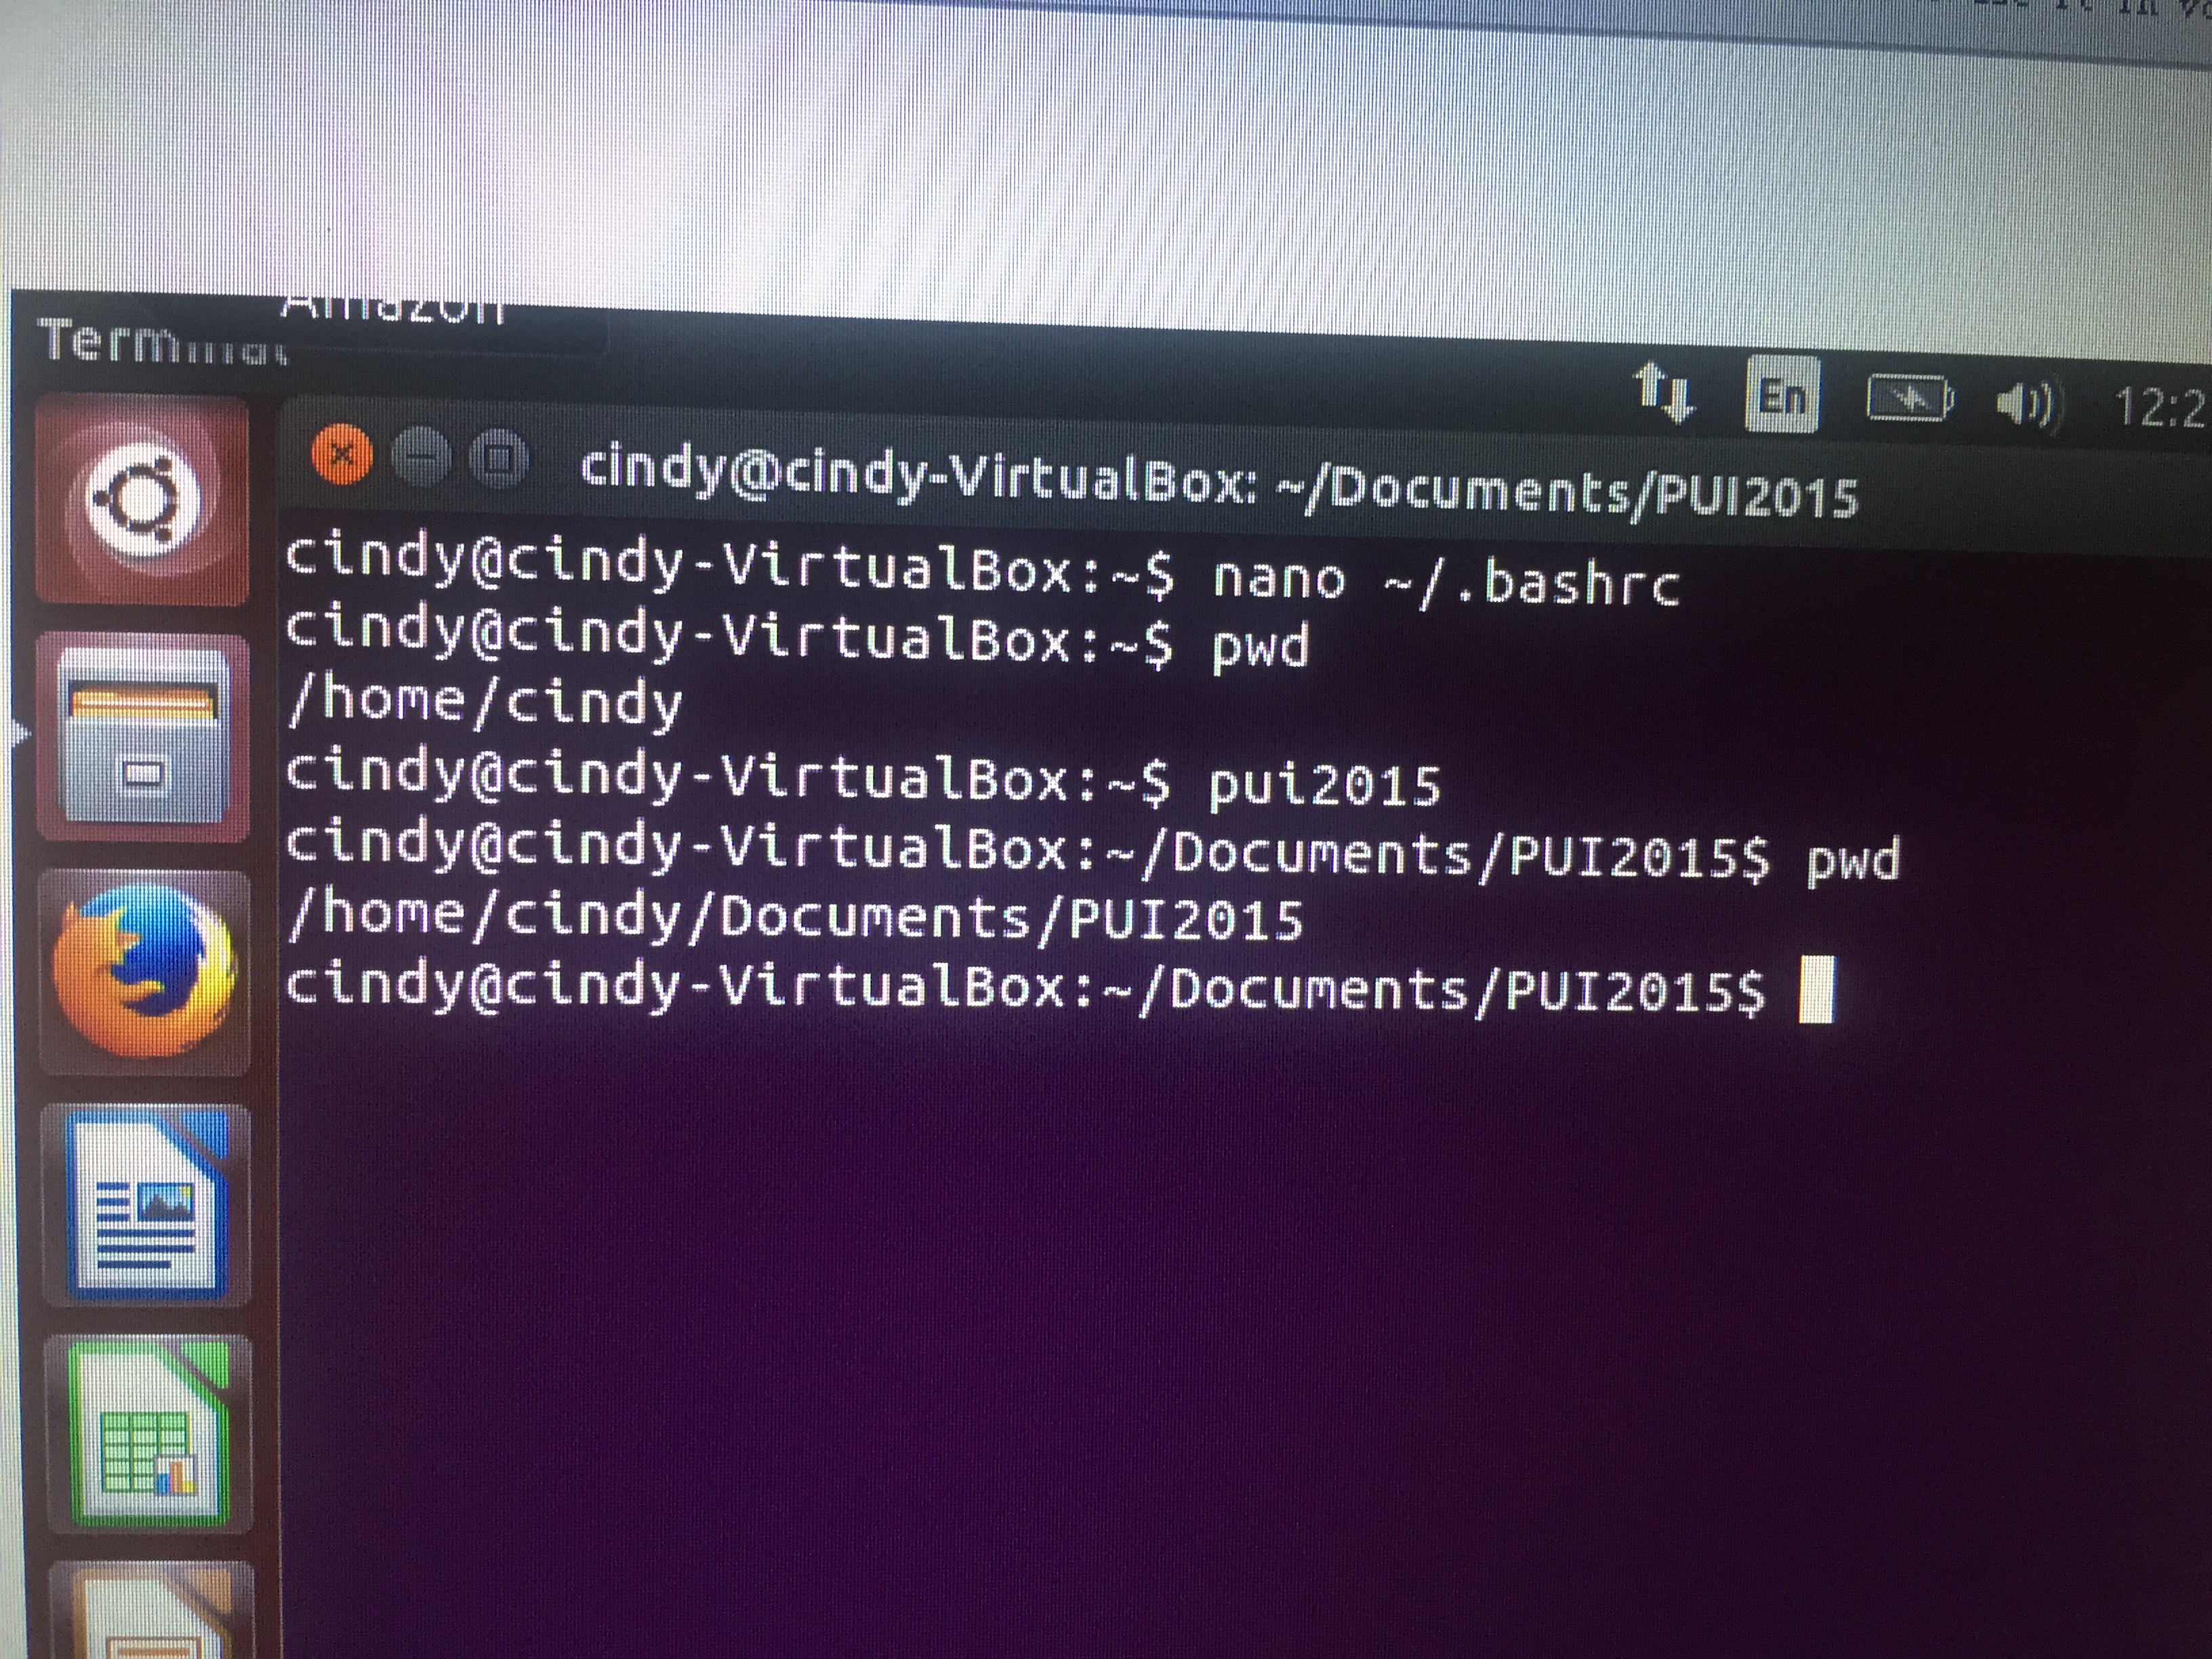 it in
Amazon
Terminal
En
12:2
cindy@cindy-VirtualBox: ~/Documents/PUI2015
cindy@cindy-VirtualBox:~$ nano ~/.bashrc
cindy@cindy-VirtualBox:~$ pwd
/home/cindy
cindy@cindy-VirtualBox:~$ pui2015
cindy@cindy-VirtualBox:~/Documents/PUI2015$ pwd
/home/cindy/Documents/PUI2015
cindy@cindy-VirtualBox:~/Documents/PUI2015$